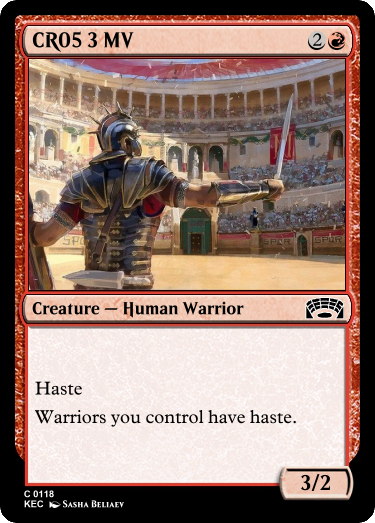 CR05 3 MV
2
Creature — Human Warrior
Haste
Warriors you control have haste.
3/2
C 0118
KEC Sasha Beliaev